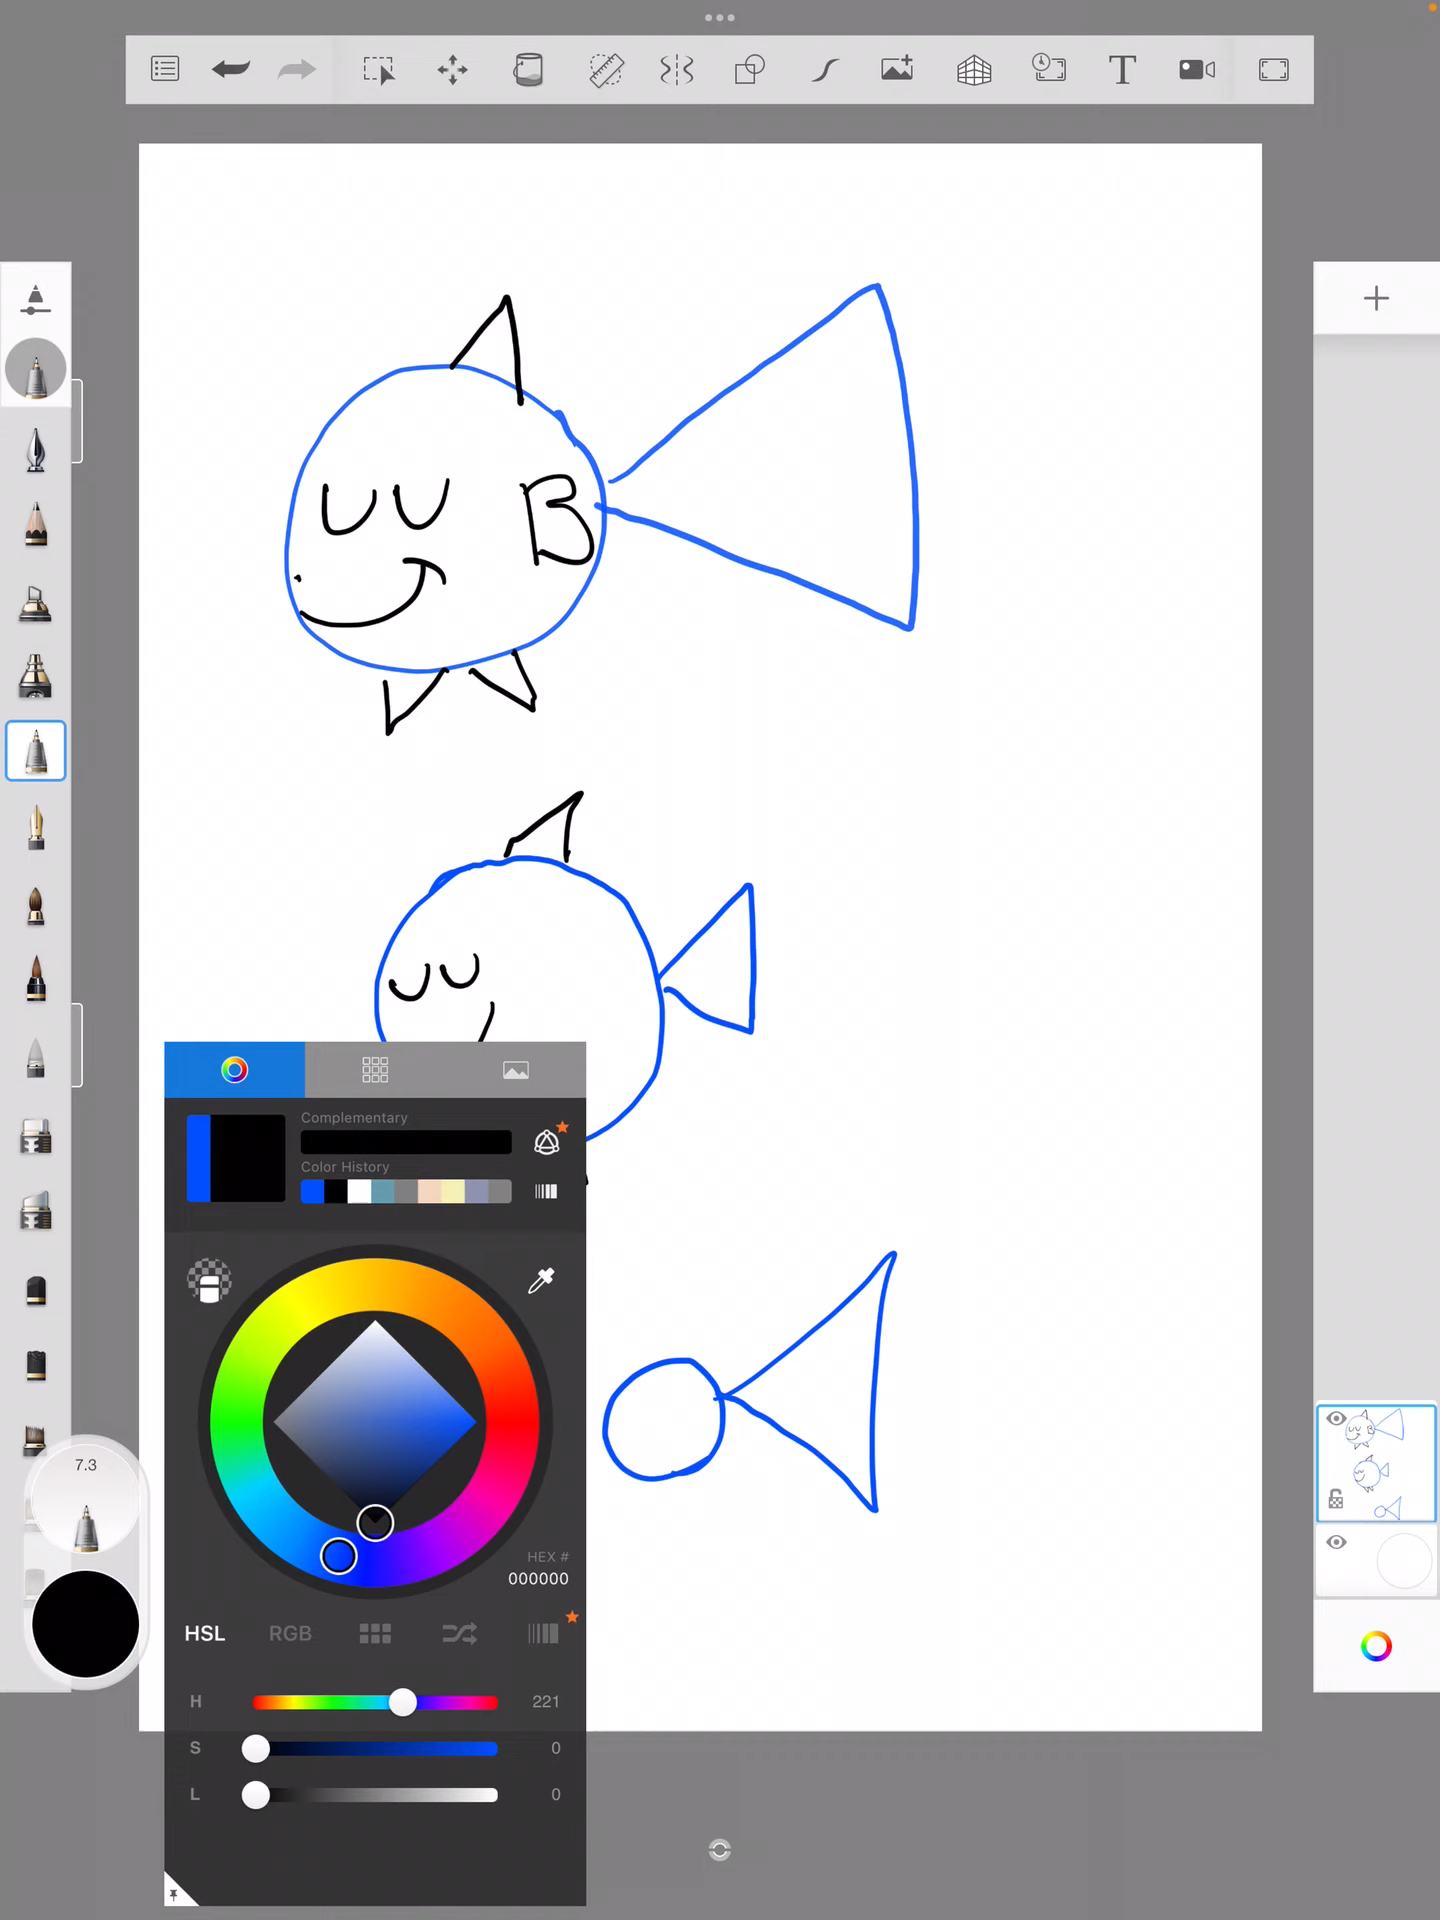 T
B
Complementary
Color History
7.3
HEX #
000000
HSL RGB
H 221
S 0
L 0